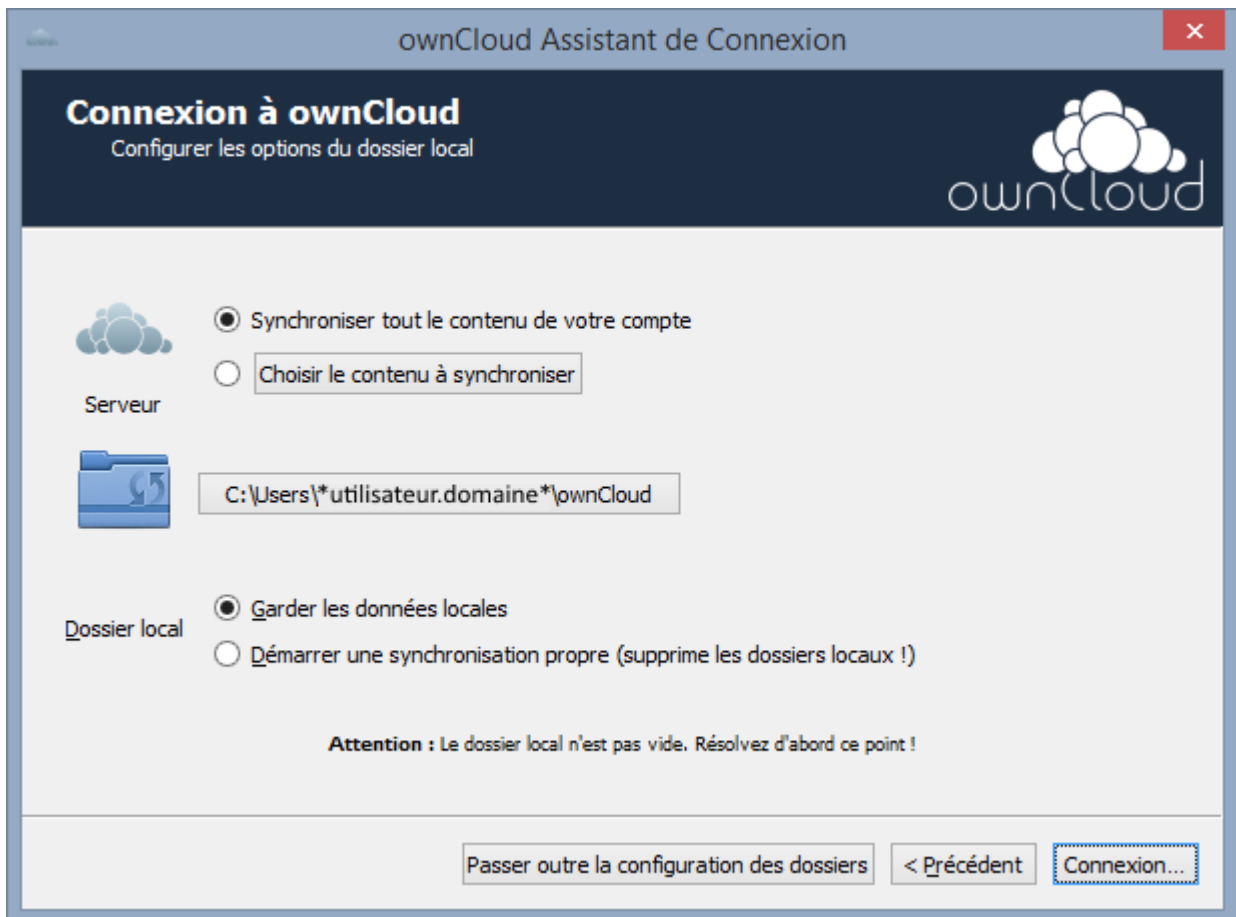 ownCloud Assistant de Connexion
Connexion à ownCloud
Configurer les options du dossier local
ownCloud
Synchroniser tout le contenu de votre compte
Choisir le contenu à synchroniser
Serveur
C:\Users\*utilisateur.domaine*\ownCloud
Garder les données locales
Dossier local
Démarrer une synchronisation propre (supprime les dossiers locaux !)
Attention : Le dossier local n'est pas vide. Résolvez d'abord ce point !
Passer outre la configuration des dossiers < Précédent Connexion...